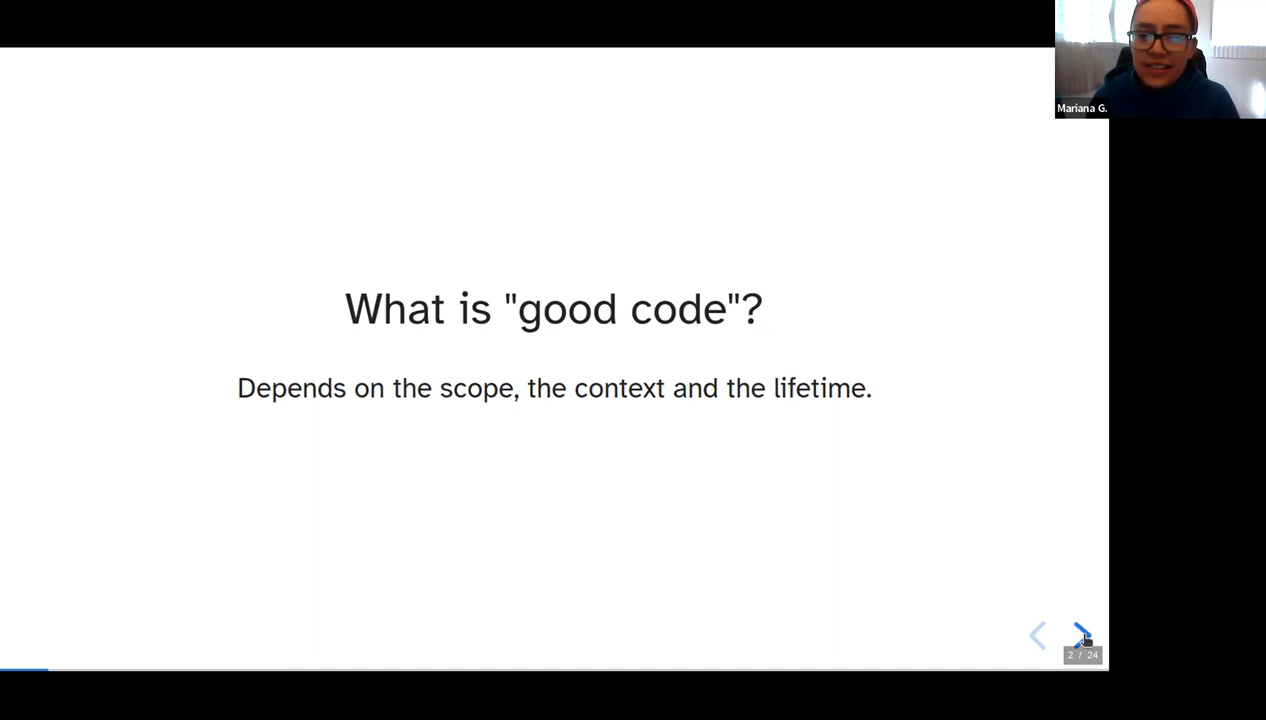 Mariana G.
What is "good code"?
Depends on the scope, the context and the lifetime.
2 / 24